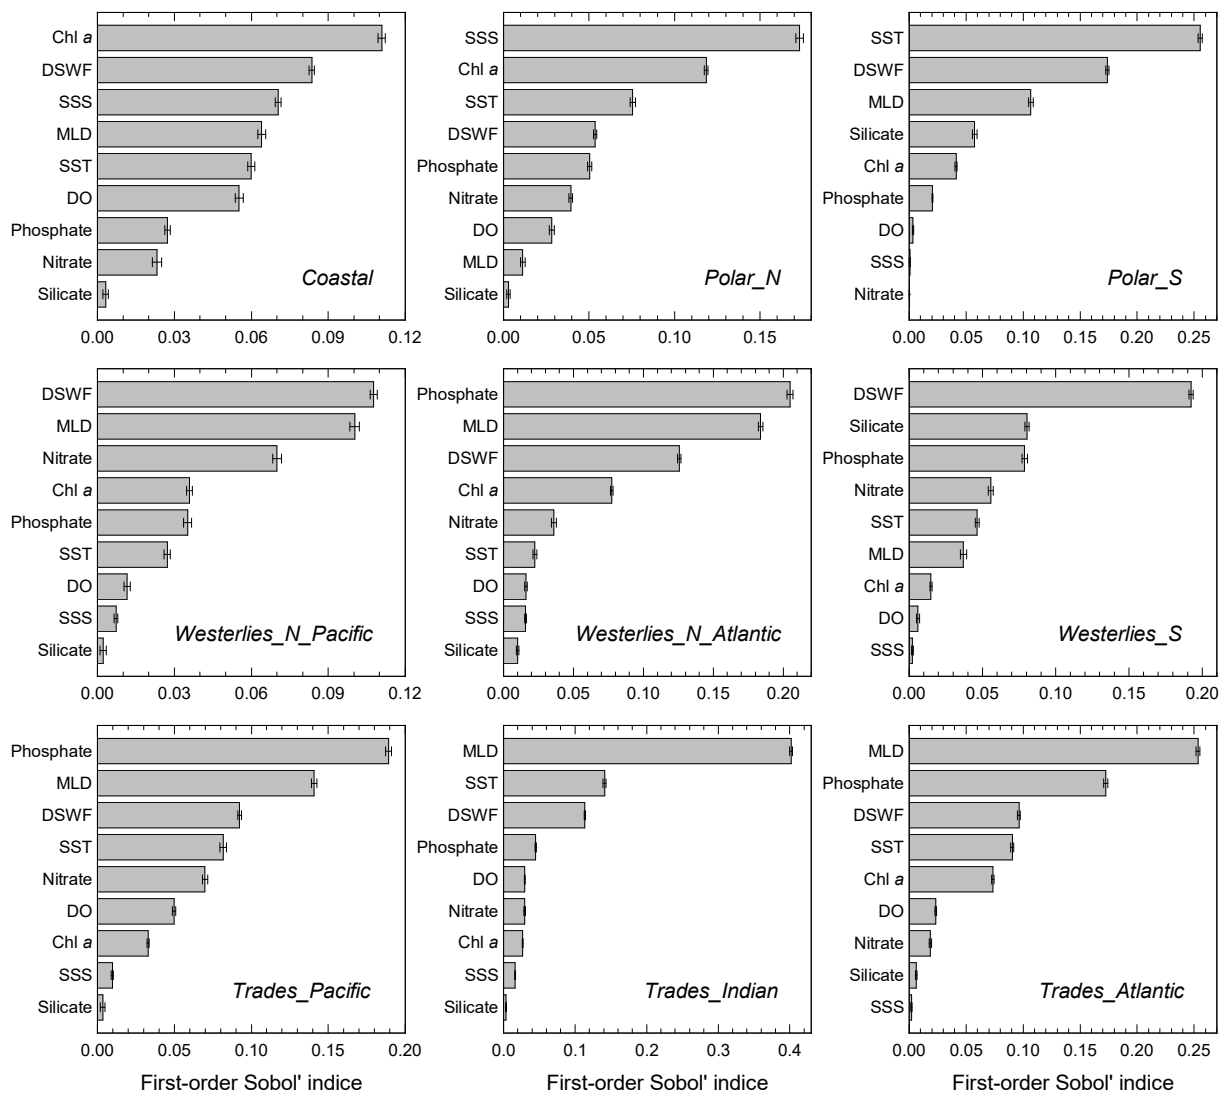 Chl a
DSWF
SSS
MLD
SST
DO
Phosphate
Nitrate
Silicate
Coastal
0.00 0.03 0.06 0.09 0.12
SSS
Chl a
SST
DSWF
Phosphate
Nitrate
DO
MLD
Silicate
Polar_N
0.00 0.05 0.10 0.15
SST
DSWF
MLD
Silicate
Chl a
Phosphate
DO
SSS
Nitrate
Polar_S
0.00 0.05 0.10 0.15 0.20 0.25
DSWF
MLD
Nitrate
Chl a
Phosphate
SST
DO
SSS
Silicate
Westerlies_N_Pacific
0.00 0.03 0.06 0.09 0.12
Phosphate
MLD
DSWF
Chl a
Nitrate
SST
DO
SSS
Silicate
Westerlies_N_Atlantic
0.00 0.05 0.10 0.15 0.20
DSWF
Silicate
Phosphate
Nitrate
SST
MLD
Chl a
DO
SSS
Westerlies_S
0.00 0.05 0.10 0.15 0.20
Phosphate
MLD
DSWF
SST
Nitrate
DO
Chl a
SSS
Silicate
Trades_Pacific
0.00 0.05 0.10 0.15 0.20
First-order Sobol' indice
MLD
SST
DSWF
Phosphate
DO
Nitrate
Chl a
SSS
Silicate
Trades_Indian
0.0 0.1 0.2 0.3 0.4
First-order Sobol' indice
MLD
Phosphate
DSWF
SST
Chl a
DO
Nitrate
Silicate
SSS
Trades_Atlantic
0.00 0.05 0.10 0.15 0.20 0.25
First-order Sobol' indice